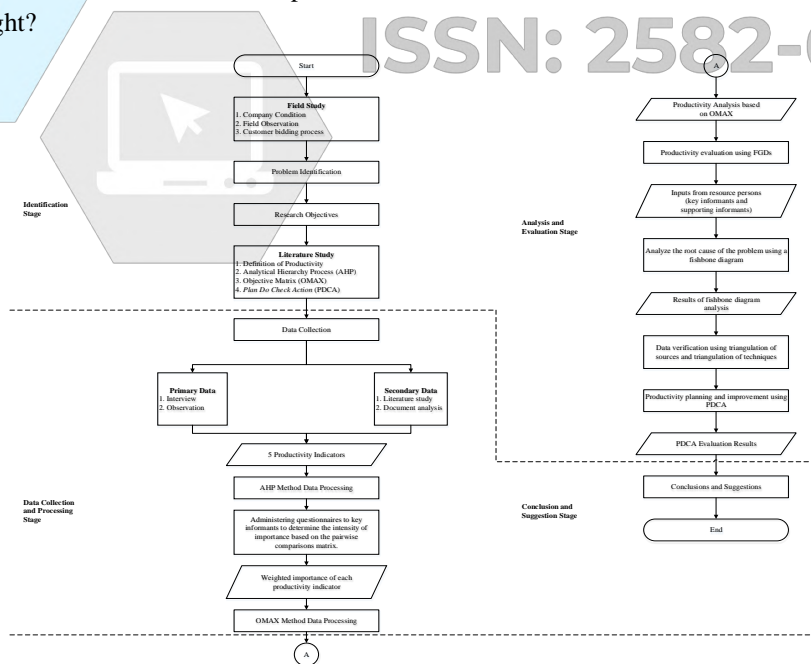 ght?
ISSN: 2582-
Start
Field Study
1. Company Condition
2. Field Observation
3. Customer bidding process
Problem Identification
Identification
Stage
Research Objectives
Literature Study
1. Definition of Productivity
2. Analytical Hierarchy Process (AHP)
3. Objective Matrix (OMAX)
4. Plan Do Check Action (PDCA)
Data Collection
Primary Data
1. Interview
2. Observation
Secondary Data
1. Literature study
2. Document analysis
5 Productivity Indicators
AHP Method Data Processing
Data Collection
and Processing
Stage
Administering questionnaires to key
informants to determine the intensity of
importance based on the pairwise
comparisons matrix.
Weighted importance of each
productivity indicator
OMAX Method Data Processing
A
A
Productivity Analysis based
on OMAX
Productivity evaluation using FGDs
Inputs from resource persons
(key informants and
supporting informants)
Analysis and
Evaluation Stage
Analyze the root cause of the problem using a
fishbone diagram
Results of fishbone diagram
analysis
Data verification using triangulation of
sources and triangulation of techniques
Productivity planning and improvement using
PDCA
PDCA Evaluation Results
Conclusions and Suggestions
Conclusion and
Suggestion Stage
End